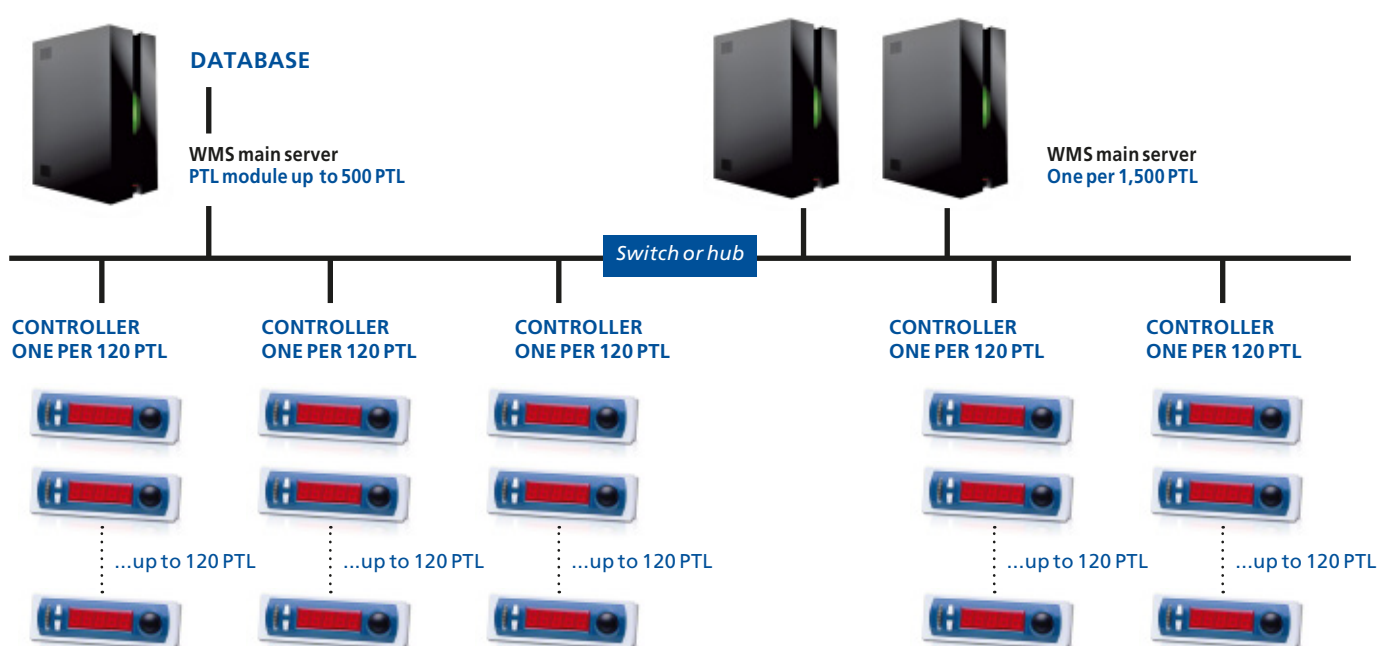 DATABASE
WMS main server
PTL module up to 500 PTL
WMS main server
One per 1,500 PTL
Switch or hub
CONTROLLER
ONE PER 120 PTL
CONTROLLER
ONE PER 120 PTL
CONTROLLER
ONE PER 120 PTL
CONTROLLER
ONE PER 120 PTL
CONTROLLER
ONE PER 120 PTL
...up to 120 PTL
...up to 120 PTL
...up to 120 PTL
...up to 120 PTL
...up to 120 PTL